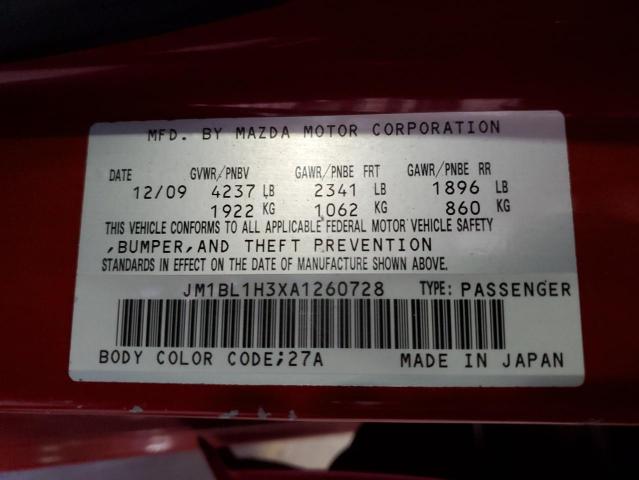 MFD. BY MAZDA MOTOR CORPORATION
DATE GVWR/PNBV GAWR/PNBE FRT GAWR/PNBE RR
12/09 4237 LB 2341 LB 1896 LB
1922 KG 1062 KG 860 KG
THIS VEHICLE CONFORMS TO ALL APPLICABLE FEDERAL MOTOR VEHICLE SAFETY
,BUMPER,AND THEFT PREVENTION
STANDARDS IN EFFECT ON THE DATE OF MANUFACTURE SHOWN ABOVE.
JM1BL1H3XA1260728 TYPE: PASSENGER
BODY COLOR CODE;27A MADE IN JAPAN